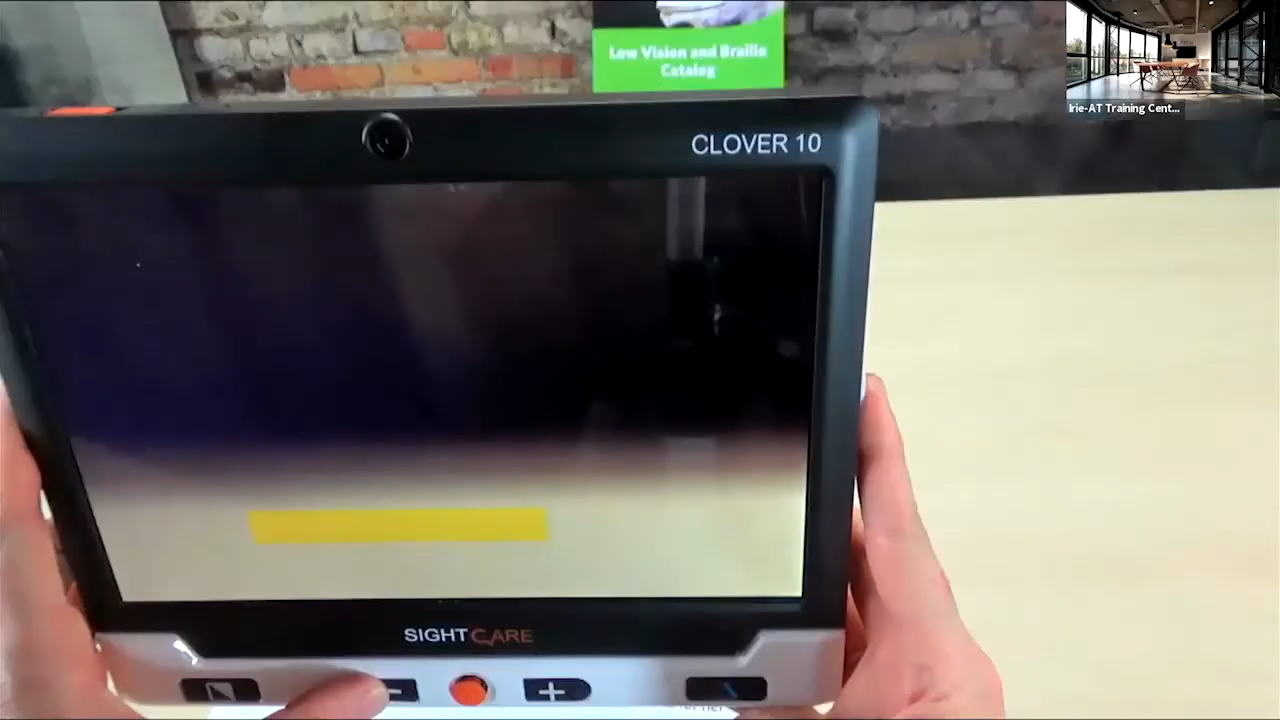 Low Vision and Braille
Catalog
Irie-AT Training Cent...
CLOVER 10
SIGHTCARE